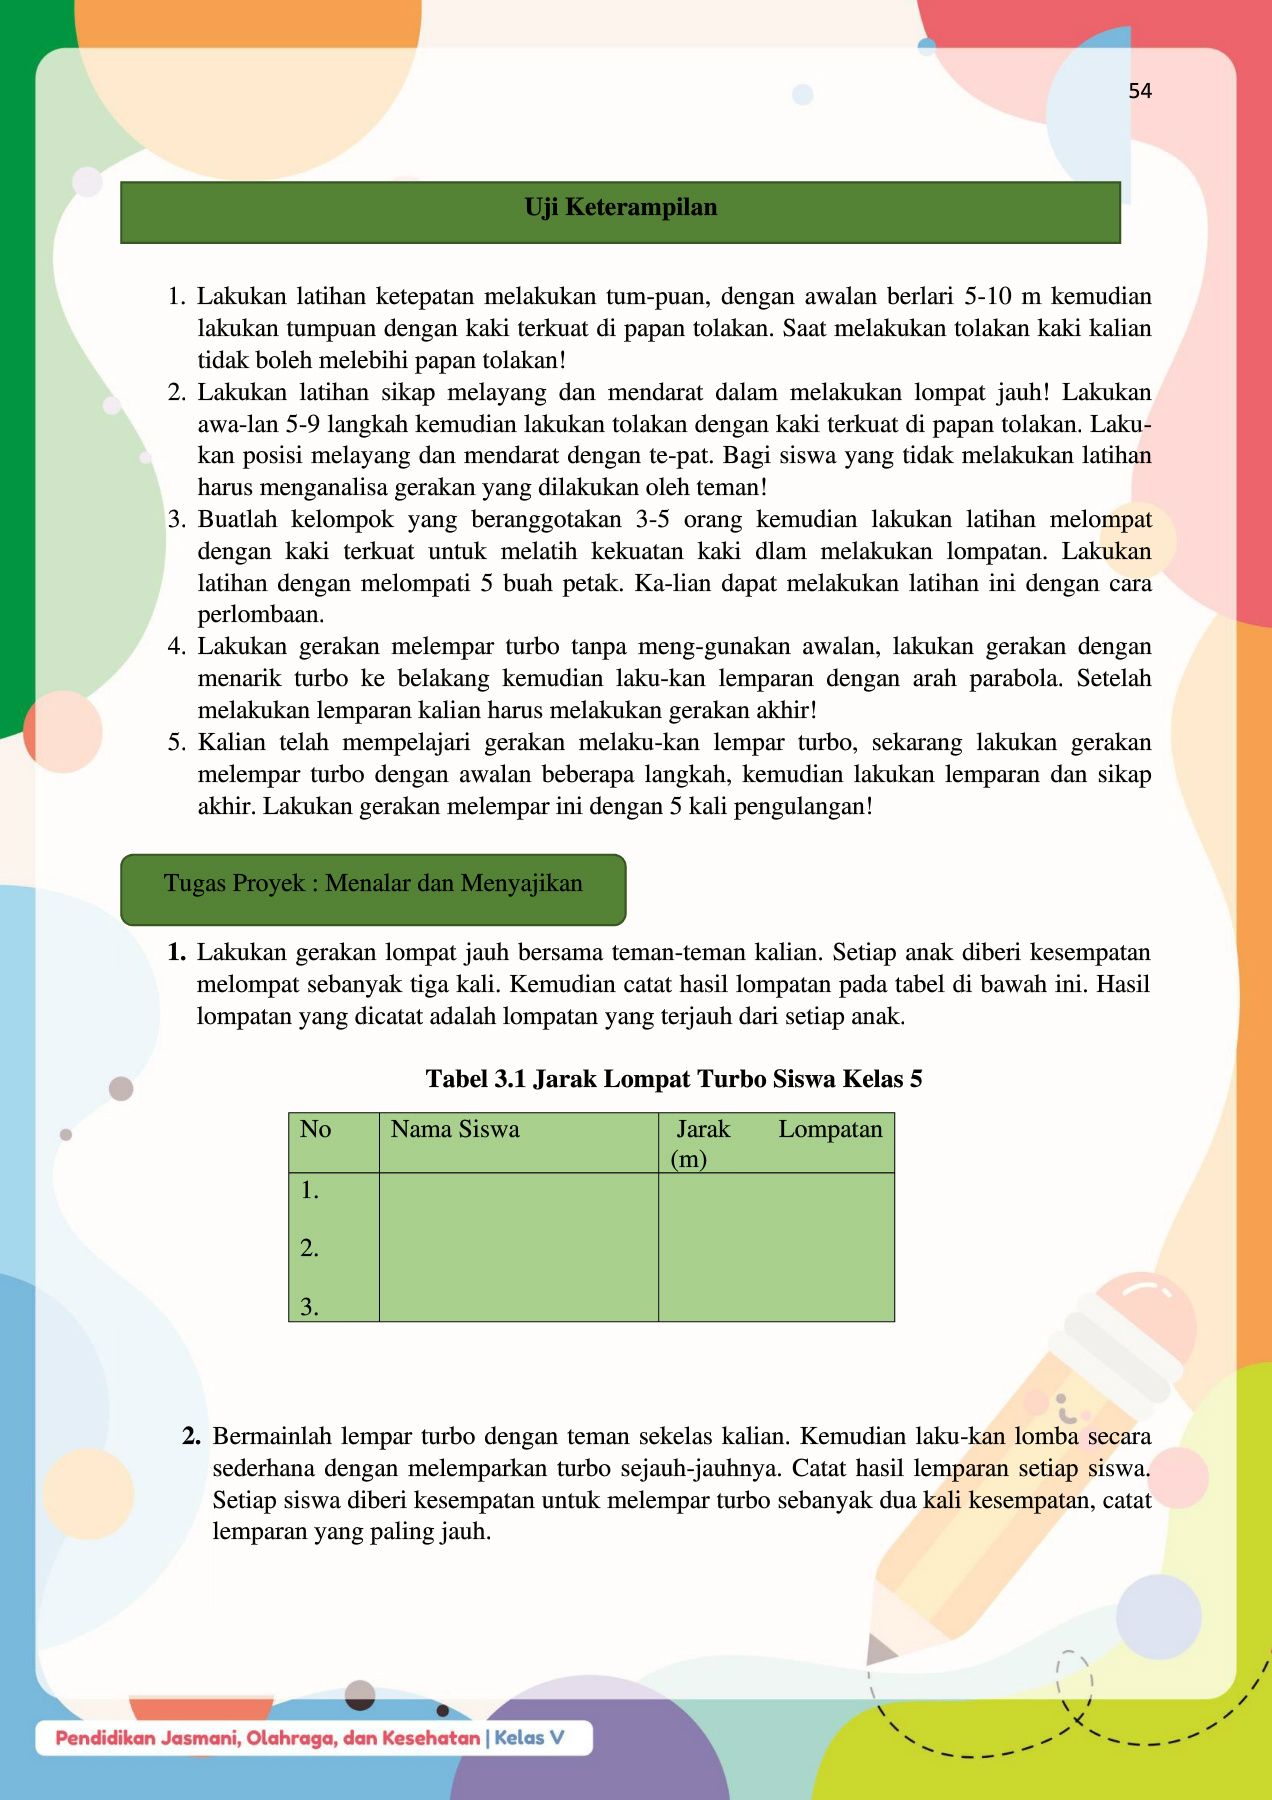 54
Uji Keterampilan
1. Lakukan latihan ketepatan melakukan tum-puan, dengan awalan berlari 5-10 m kemudian
lakukan tumpuan dengan kaki terkuat di papan tolakan. Saat melakukan tolakan kaki kalian
tidak boleh melebihi papan tolakan!
2. Lakukan latihan sikap melayang dan mendarat dalam melakukan lompat jauh! Lakukan
awa-lan 5-9 langkah kemudian lakukan tolakan dengan kaki terkuat di papan tolakan. Laku-
kan posisi melayang dan mendarat dengan te-pat. Bagi siswa yang tidak melakukan latihan
harus menganalisa gerakan yang dilakukan oleh teman!
3. Buatlah kelompok yang beranggotakan 3-5 orang kemudian lakukan latihan melompat
dengan kaki terkuat untuk melatih kekuatan kaki dlam melakukan lompatan. Lakukan
latihan dengan melompati 5 buah petak. Ka-lian dapat melakukan latihan ini dengan cara
perlombaan.
4. Lakukan gerakan melempar turbo tanpa meng-gunakan awalan, lakukan gerakan dengan
menarik turbo ke belakang kemudian laku-kan lemparan dengan arah parabola. Setelah
melakukan lemparan kalian harus melakukan gerakan akhir!
5. Kalian telah mempelajari gerakan melaku-kan lempar turbo, sekarang lakukan gerakan
melempar turbo dengan awalan beberapa langkah, kemudian lakukan lemparan dan sikap
akhir. Lakukan gerakan melempar ini dengan 5 kali pengulangan!
Tugas Proyek : Menalar dan Menyajikan
1. Lakukan gerakan lompat jauh bersama teman-teman kalian. Setiap anak diberi kesempatan
melompat sebanyak tiga kali. Kemudian catat hasil lompatan pada tabel di bawah ini. Hasil
lompatan yang dicatat adalah lompatan yang terjauh dari setiap anak.
Tabel 3.1 Jarak Lompat Turbo Siswa Kelas 5
No Nama Siswa Jarak Lompatan
(m)
1.
2.
3.
2. Bermainlah lempar turbo dengan teman sekelas kalian. Kemudian laku-kan lomba secara
sederhana dengan melemparkan turbo sejauh-jauhnya. Catat hasil lemparan setiap siswa.
Setiap siswa diberi kesempatan untuk melempar turbo sebanyak dua kali kesempatan, catat
lemparan yang paling jauh.
Pendidikan Jasmani, Olahraga, dan Kesehatan | Kelas V